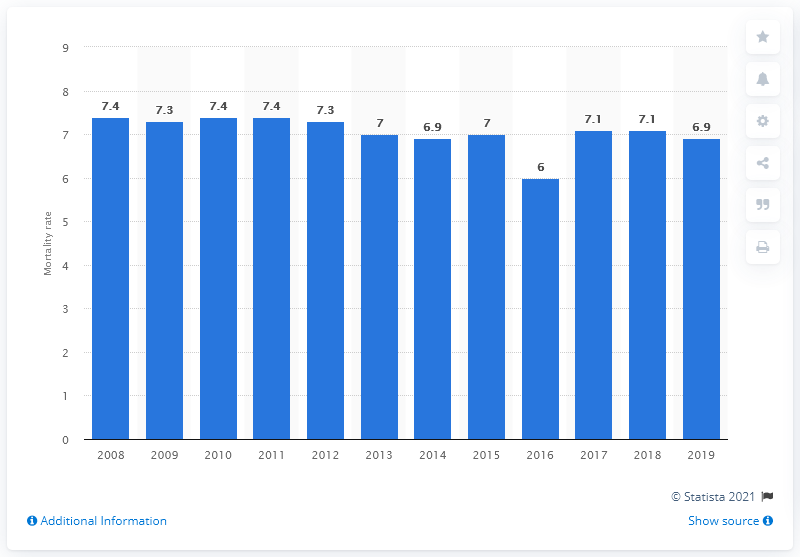 9
8
7
6
5
4
3
2
1
0
Mortality rate
7.4 7.3 7.4 7.4 7.3 7 6.9 7 6 7.1 7.1 6.9
2008 2009 2010 2011 2012 2013 2014 2015 2016 2017 2018 2019
© Statista 2021
Additional Information Show source